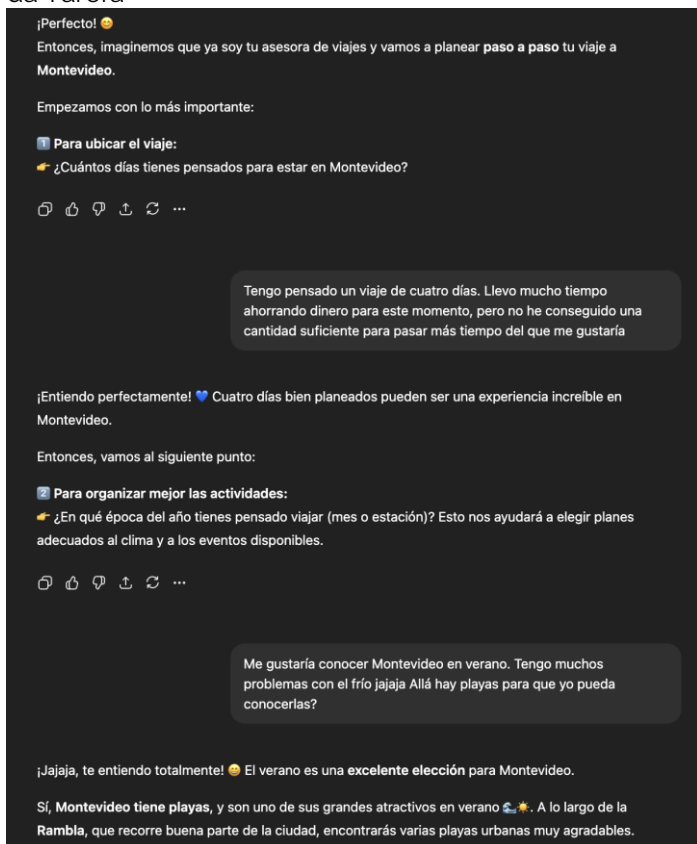 ¡Perfecto! 😊
Entonces, imaginemos que ya soy tu asesora de viajes y vamos a planear paso a paso tu viaje a
Montevideo.
Empezamos con lo más importante:
1️⃣ Para ubicar el viaje:
👉 ¿Cuántos días tienes pensados para estar en Montevideo?
Tengo pensado un viaje de cuatro días. Llevo mucho tiempo
ahorrando dinero para este momento, pero no he conseguido una
cantidad suficiente para pasar más tiempo del que me gustaría
¡Entiendo perfectamente! 💙 Cuatro días bien planeados pueden ser una experiencia increíble en
Montevideo.
Entonces, vamos al siguiente punto:
2️⃣ Para organizar mejor las actividades:
👉 ¿En qué época del año tienes pensado viajar (mes o estación)? Esto nos ayudará a elegir planes
adecuados al clima y a los eventos disponibles.
Me gustaría conocer Montevideo en verano. Tengo muchos
problemas con el frío jajaja Allá hay playas para que yo pueda
conocerlas?
¡Jajaja, te entiendo totalmente! 😄 El verano es una excelente elección para Montevideo.
Sí, Montevideo tiene playas, y son uno de sus grandes atractivos en verano 🌊☀️. A lo largo de la
Rambla, que recorre buena parte de la ciudad, encontrarás varias playas urbanas muy agradables.